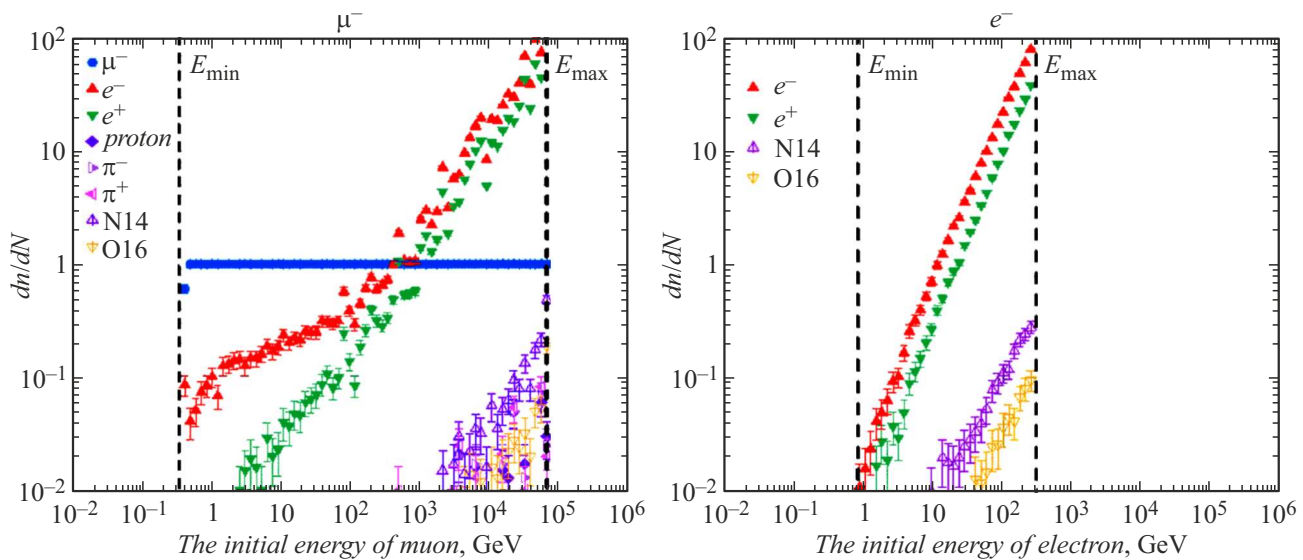 μ⁻
10²
10
1
10⁻¹
10⁻²
dn/dN
E_min
E_max
μ⁻
e⁻
e⁺
proton
π⁻
π⁺
N14
O16
10⁻² 10⁻¹ 1 10 10² 10³ 10⁴ 10⁵ 10⁶
The initial energy of muon, GeV
e⁻
10²
10
1
10⁻¹
10⁻²
dn/dN
E_min
E_max
e⁻
e⁺
N14
O16
10⁻² 10⁻¹ 1 10 10² 10³ 10⁴ 10⁵ 10⁶
The initial energy of electron, GeV